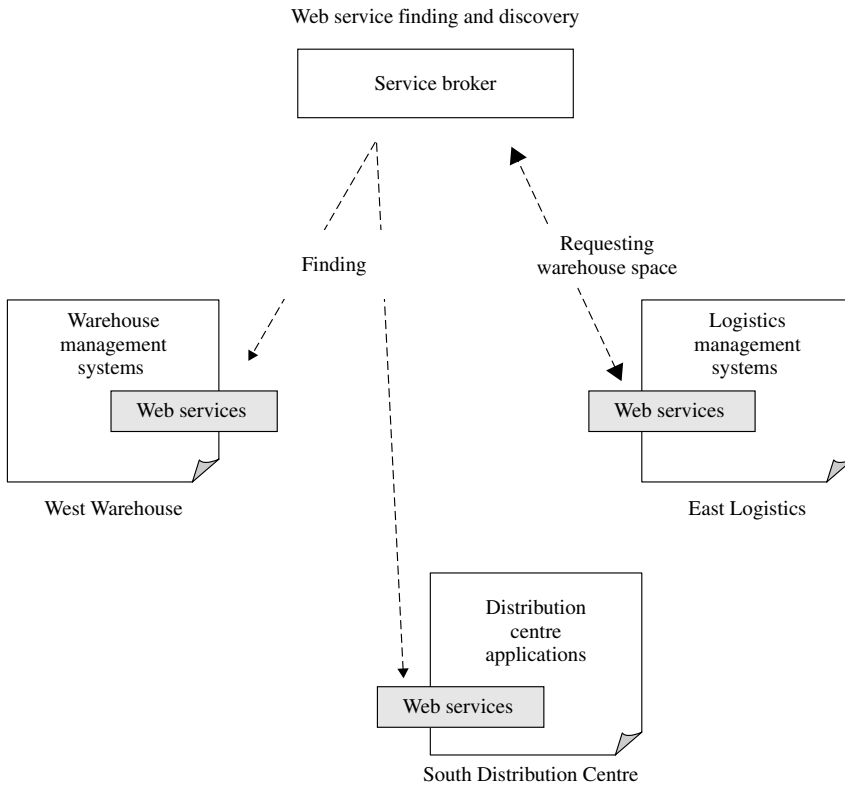 Web service finding and discovery
Service broker
Finding
Requesting
warehouse space
Warehouse
management
systems
Web services
West Warehouse
Logistics
management
systems
Web services
East Logistics
Distribution
centre
applications
Web services
South Distribution Centre